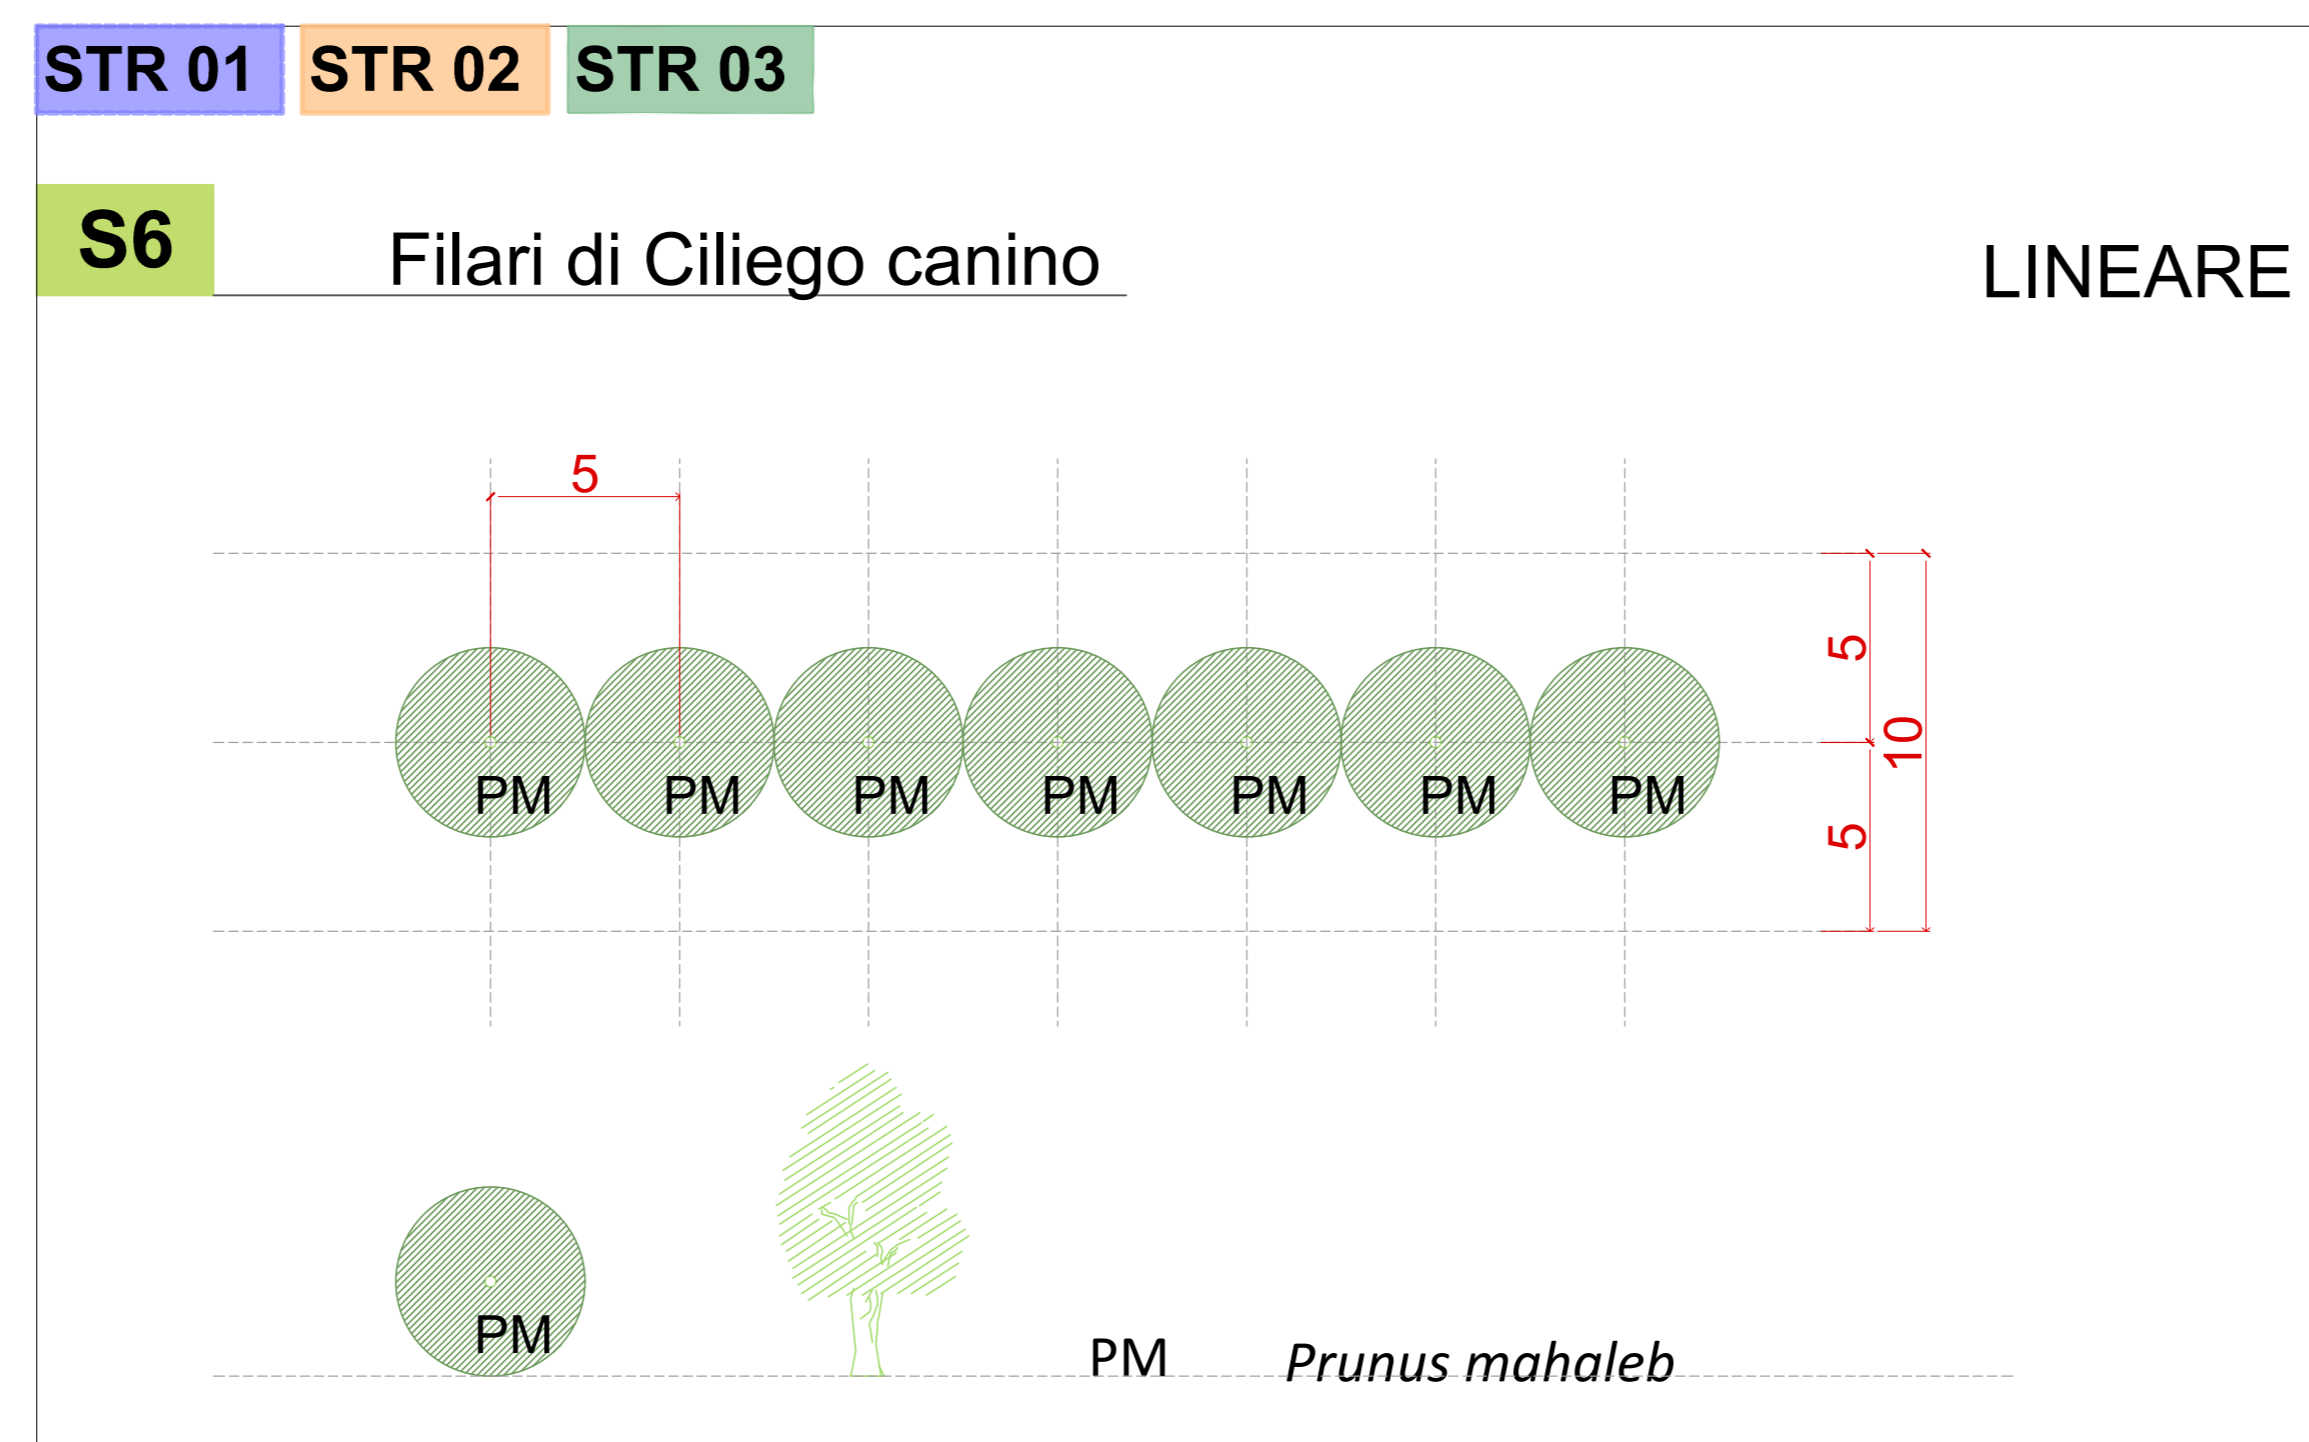 STR 01 STR 02 STR 03
S6 Filari di Ciliego canino LINEARE
5
5
10
PM PM PM PM PM PM PM
5
PM
PM Prunus mahaleb